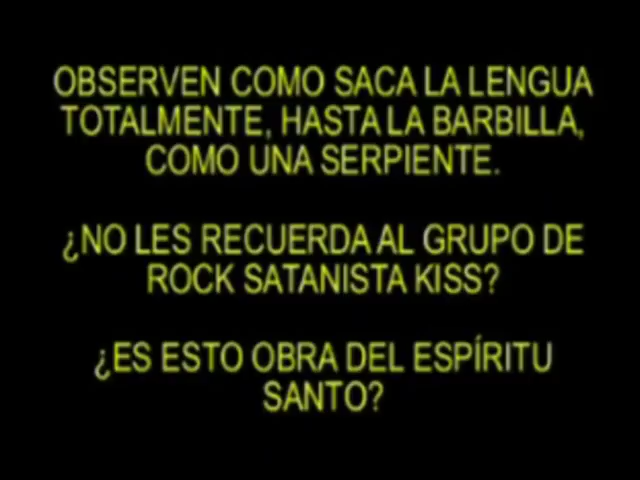 OBSERVEN COMO SACA LA LENGUA
TOTALMENTE, HASTA LA BARBILLA,
COMO UNA SERPIENTE.
¿NO LES RECUERDA AL GRUPO DE
ROCK SATANISTA KISS?
¿ES ESTO OBRA DEL ESPÍRITU
SANTO?